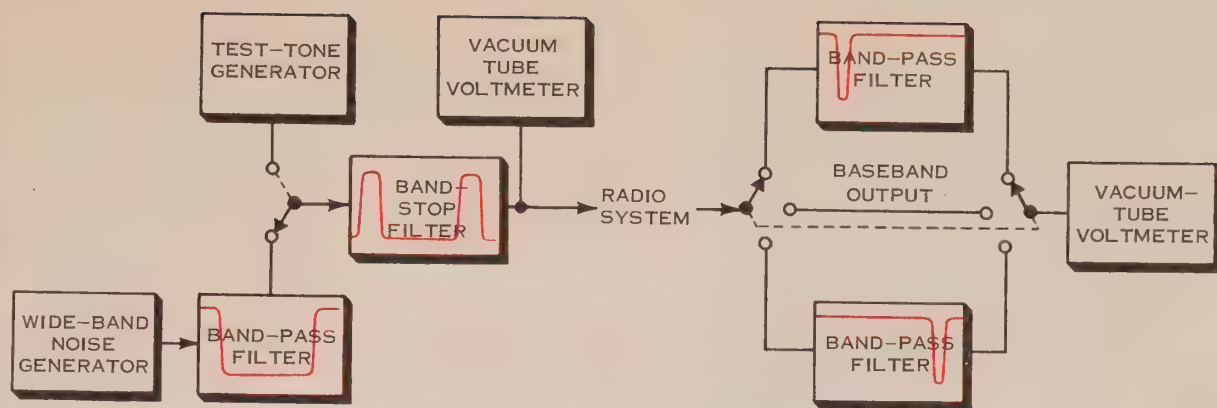 TEST-TONE
GENERATOR
VACUUM
TUBE
VOLTMETER
BAND-PASS
FILTER
BAND-
STOP
FILTER
RADIO
SYSTEM
BASEBAND
OUTPUT
VACUUM-
TUBE
VOLTMETER
WIDE-BAND
NOISE
GENERATOR
BAND-PASS
FILTER
BAND-PASS
FILTER